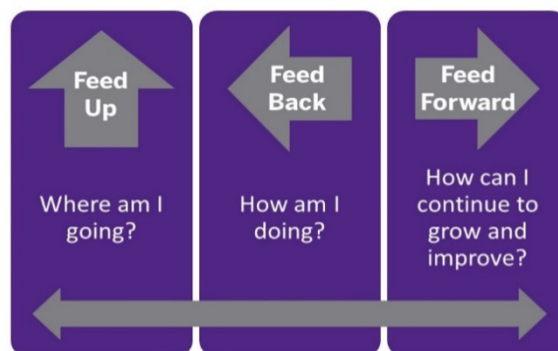 Feed
Up
Where am I
going?
Feed
Back
How am I
doing?
Feed
Forward
How can I
continue to
grow and
improve?